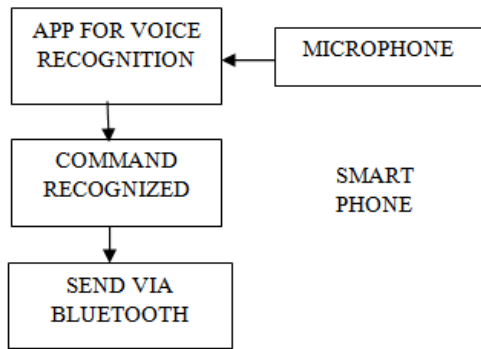 APP FOR VOICE
RECOGNITION
MICROPHONE
COMMAND
RECOGNIZED
SMART
PHONE
SEND VIA
BLUETOOTH